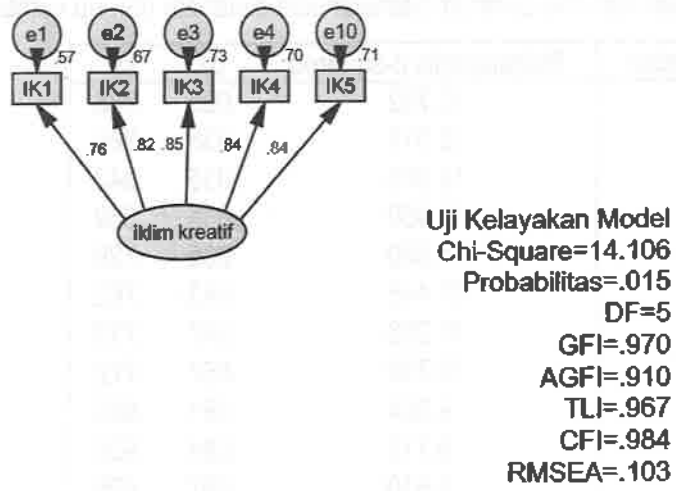 e1 e2 e3 e4 e10
.57 .67 .73 .70 .71
IK1 IK2 IK3 IK4 IK5
.76 .82 .85 .84 .84
iklim kreatif
Uji Kelayakan Model
Chi-Square=14.106
Probabilitas=.015
DF=5
GFI=.970
AGFI=.910
TLI=.967
CFI=.984
RMSEA=.103